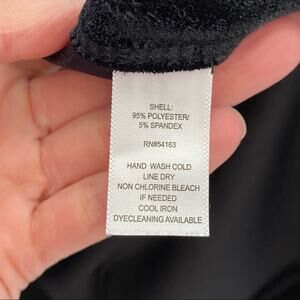 SHELL:
95% POLYESTER/
5% SPANDEX
RN#54163
HAND WASH COLD
LINE DRY
NON CHLORINE BLEACH
IF NEEDED
COOL IRON
DYECLEANING AVAILABLE